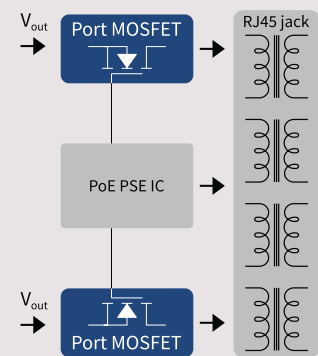 V_out
Port MOSFET
RJ45 jack
PoE PSE IC
V_out
Port MOSFET